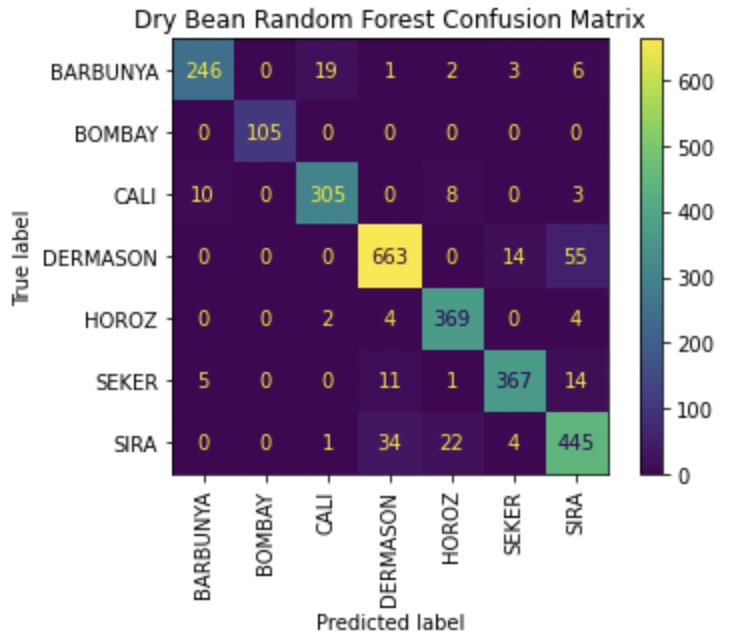 Dry Bean Random Forest Confusion Matrix
BARBUNYA 246 0 19 1 2 3 6
BOMBAY 0 105 0 0 0 0 0
CALI 10 0 305 0 8 0 3
DERMASON 0 0 0 663 0 14 55
HOROZ 0 0 2 4 369 0 4
SEKER 5 0 0 11 1 367 14
SIRA 0 0 1 34 22 4 445
True label
BARBUNYA BOMBAY CALI DERMASON HOROZ SEKER SIRA
Predicted label
600
500
400
300
200
100
0